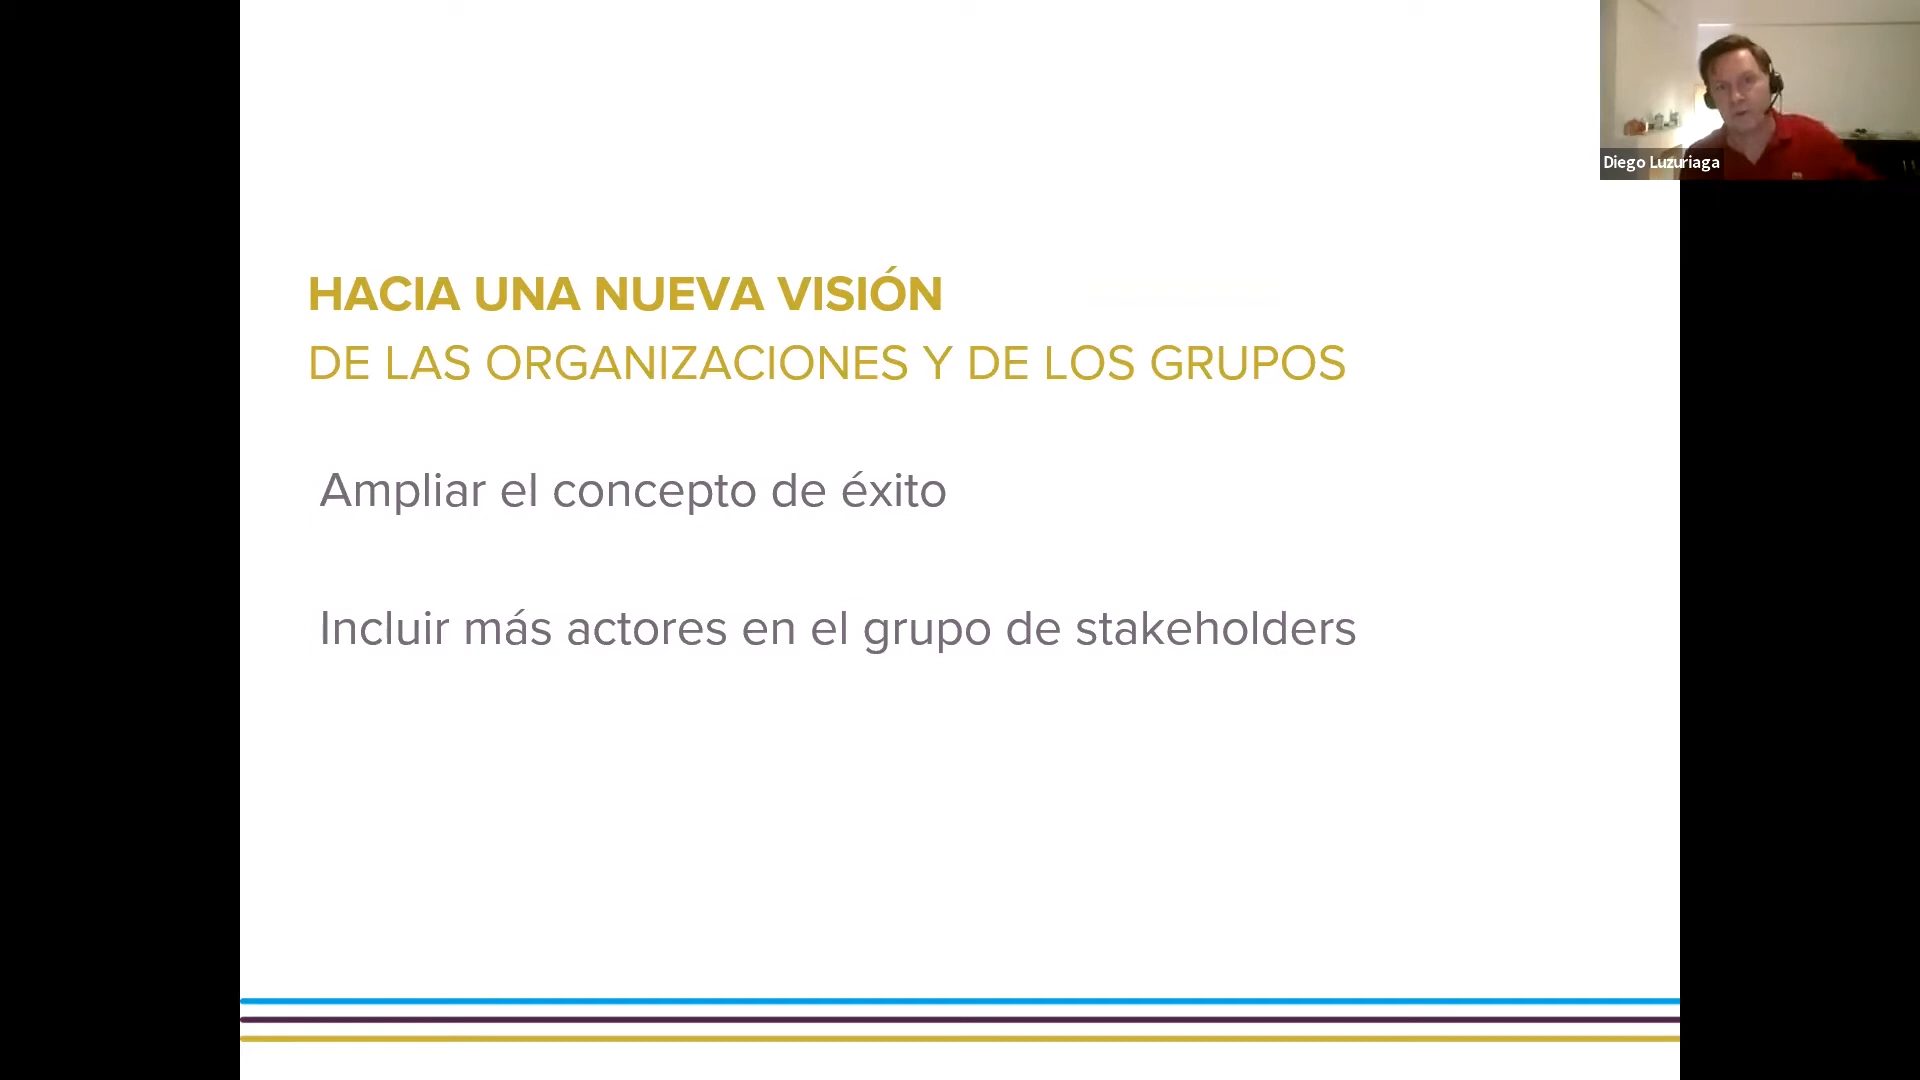 HACIA UNA NUEVA VISIÓN
DE LAS ORGANIZACIONES Y DE LOS GRUPOS
Ampliar el concepto de éxito
Incluir más actores en el grupo de stakeholders
Diego Luzuriaga